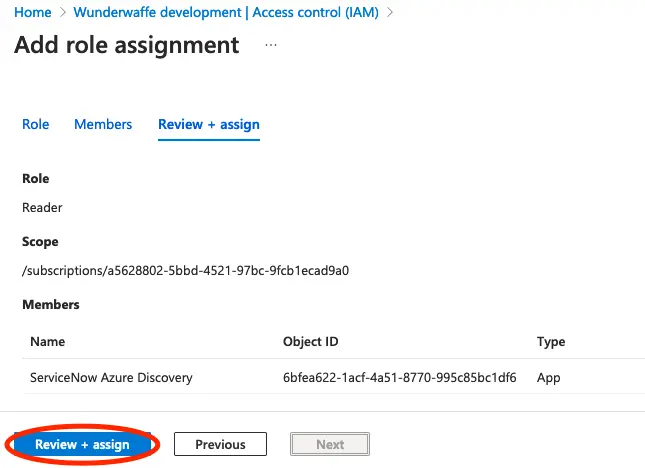 Home > Wunderwaffe development | Access control (IAM) >
Add role assignment ...
Role Members Review + assign
Role
Reader
Scope
/subscriptions/a5628802-5bbd-4521-97bc-9fcb1ecad9a0
Members
Name Object ID Type
ServiceNow Azure Discovery 6bfea622-1acf-4a51-8770-995c85bc1df6 App
Review + assign Previous Next